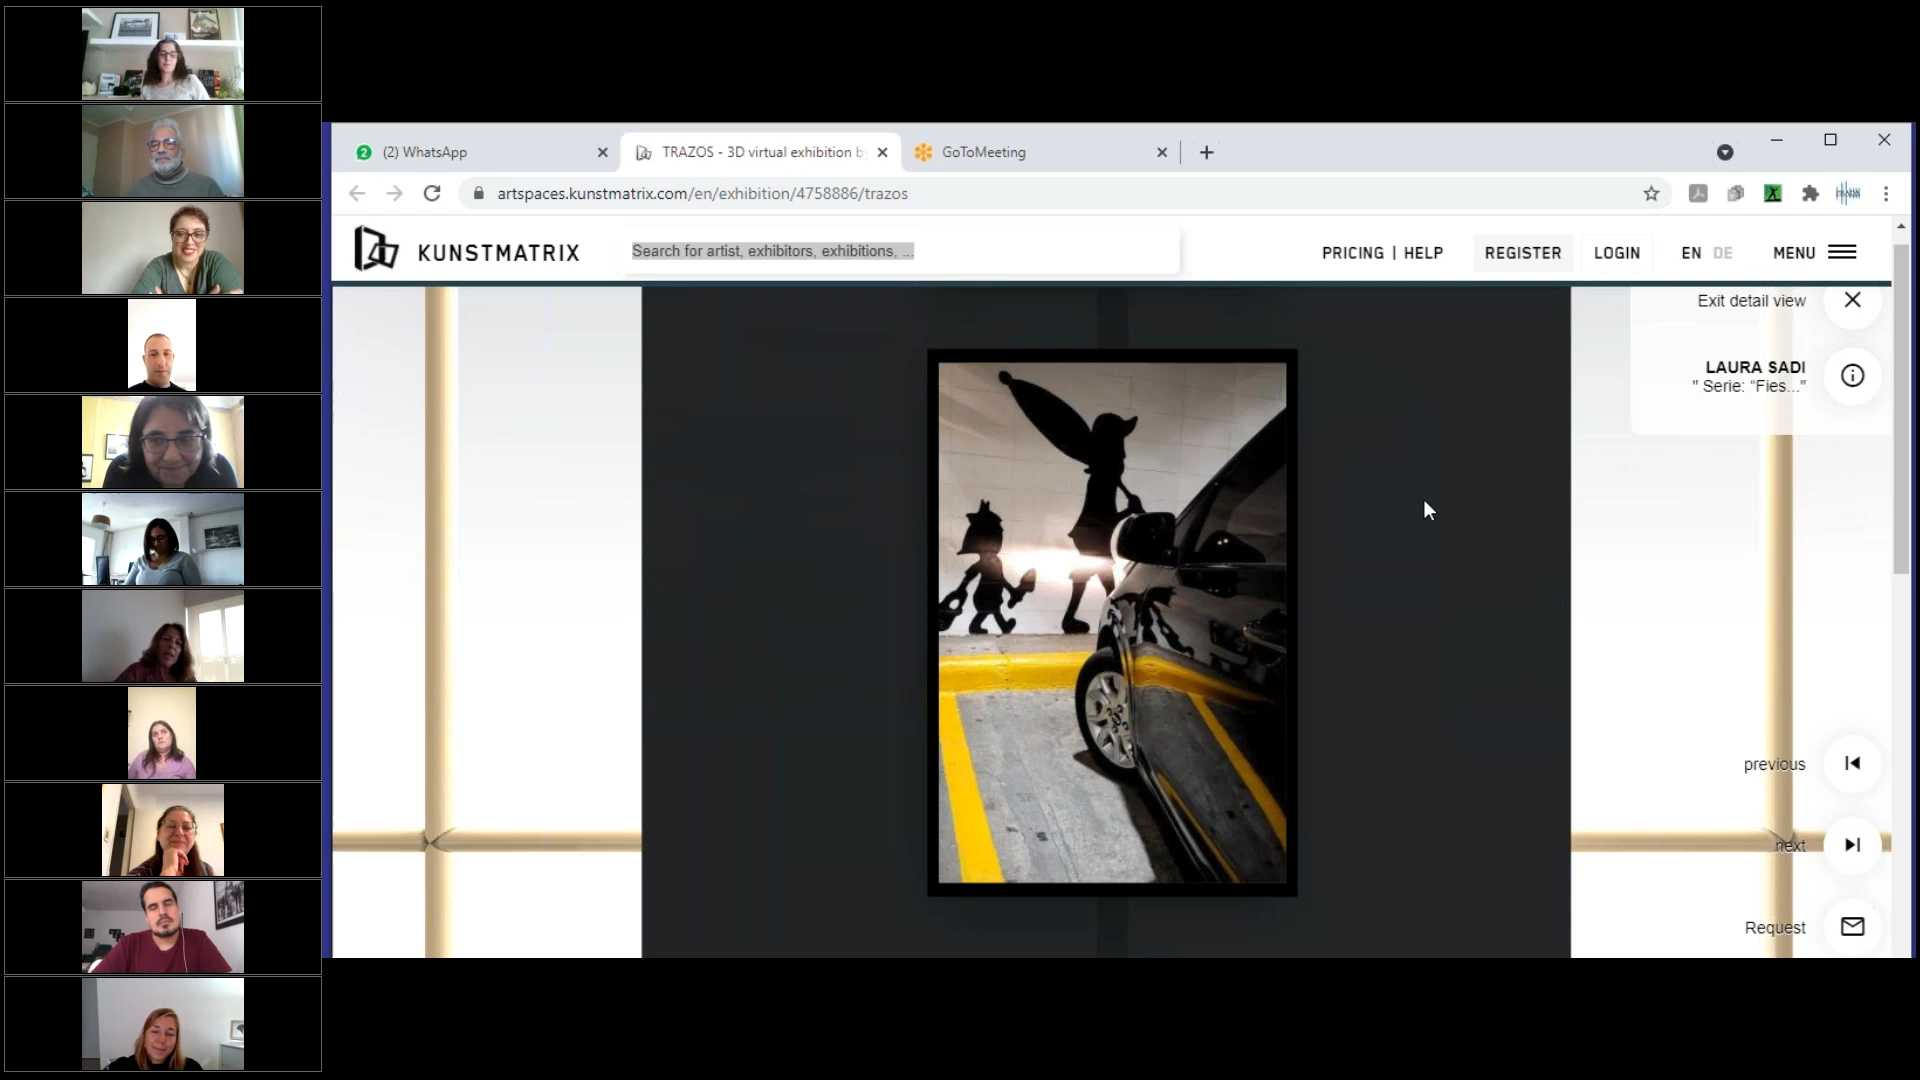 (2) WhatsApp
TRAZOS - 3D virtual exhibition b
GoToMeeting
artspaces.kunstmatrix.com/en/exhibition/4758886/trazos
KUNSTMATRIX
Search for artist, exhibitors, exhibitions, ...
PRICING | HELP
REGISTER
LOGIN
EN DE
MENU
Exit detail view
LAURA SADI
" Serie: “Fies..."
previous
next
Request